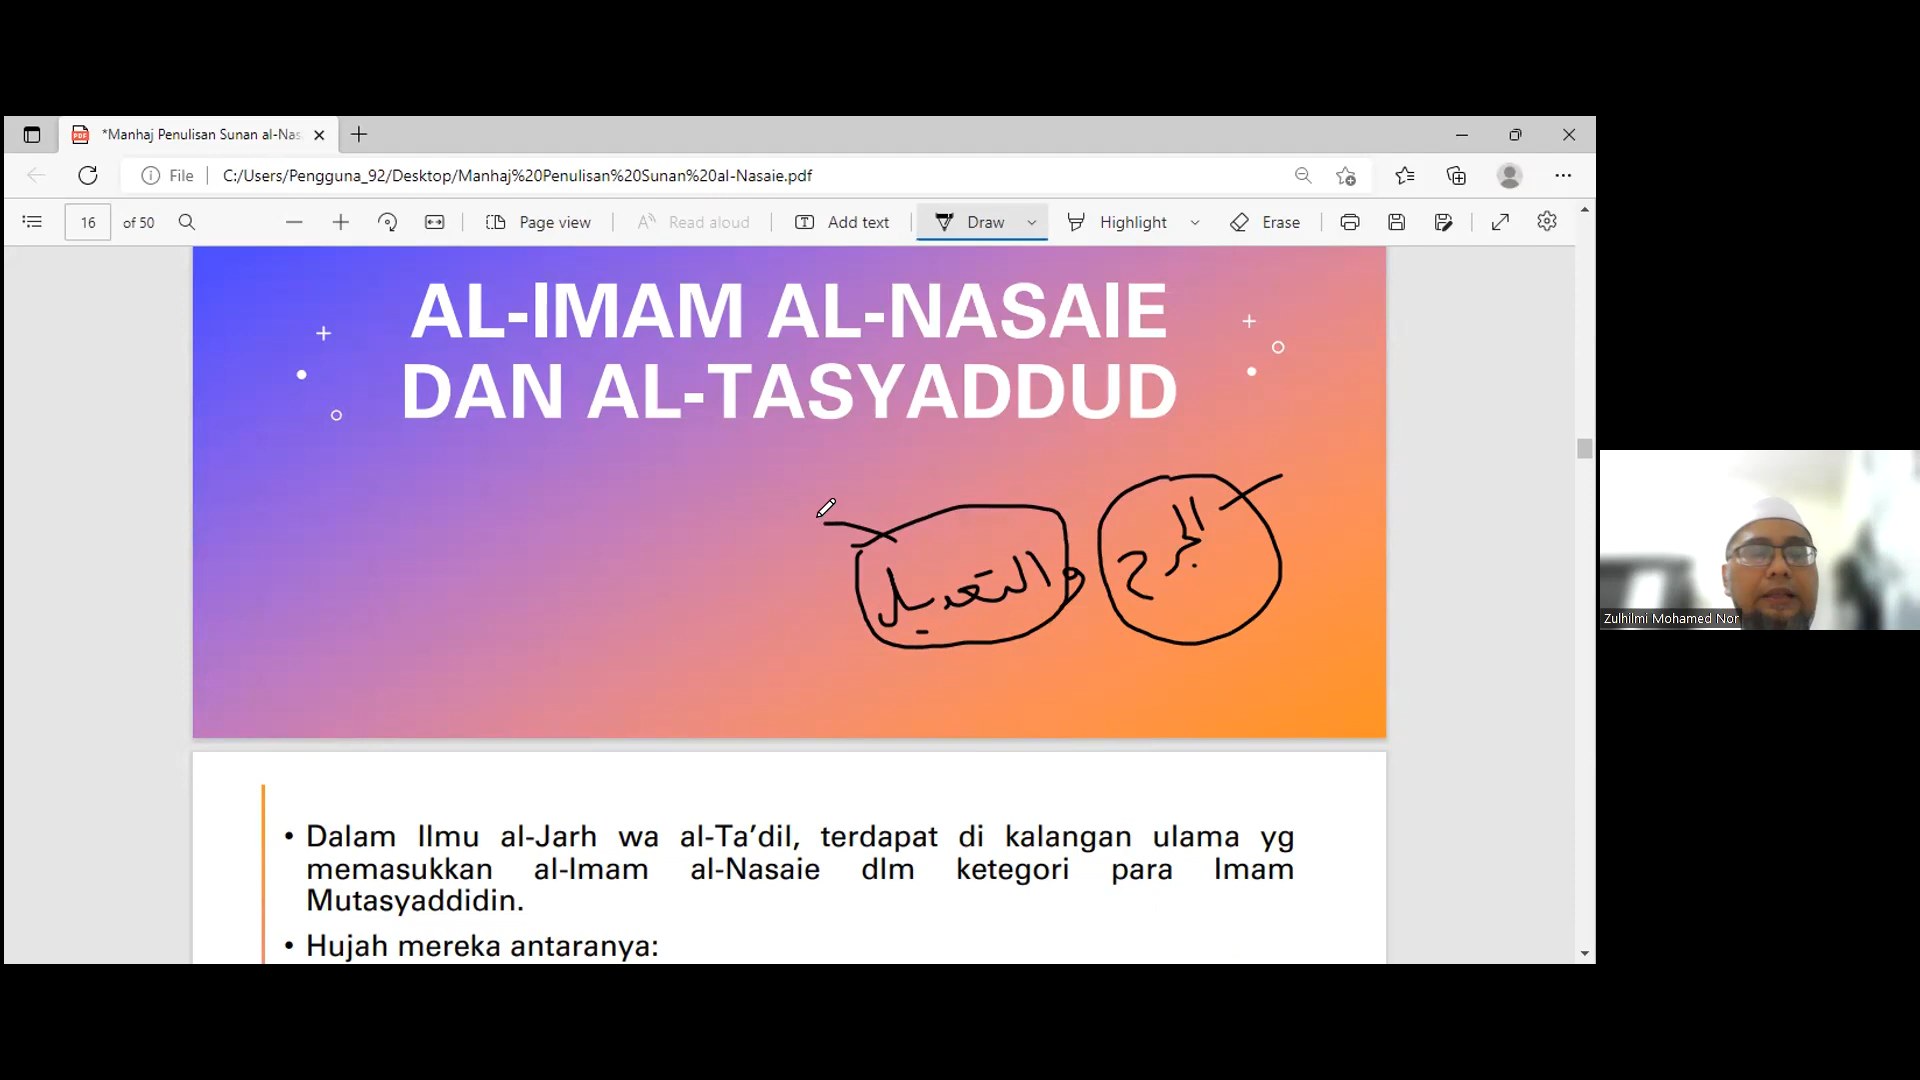 *Manhaj Penulisan Sunan al-Nas
File
C:/Users/Pengguna_92/Desktop/Manhaj%20Penulisan%20Sunan%20al-Nasaie.pdf
16 of 50
Page view
Read aloud
Add text
Draw
Highlight
Erase
AL-IMAM AL-NASAIE
DAN AL-TASYADDUD
الجرح والتعديل
• Dalam Ilmu al-Jarh wa al-Ta’dil, terdapat di kalangan ulama yg
memasukkan al-Imam al-Nasaie dlm ketegori para Imam
Mutasyaddidin.
• Hujah mereka antaranya:
Zulhilmi Mohamed Nor